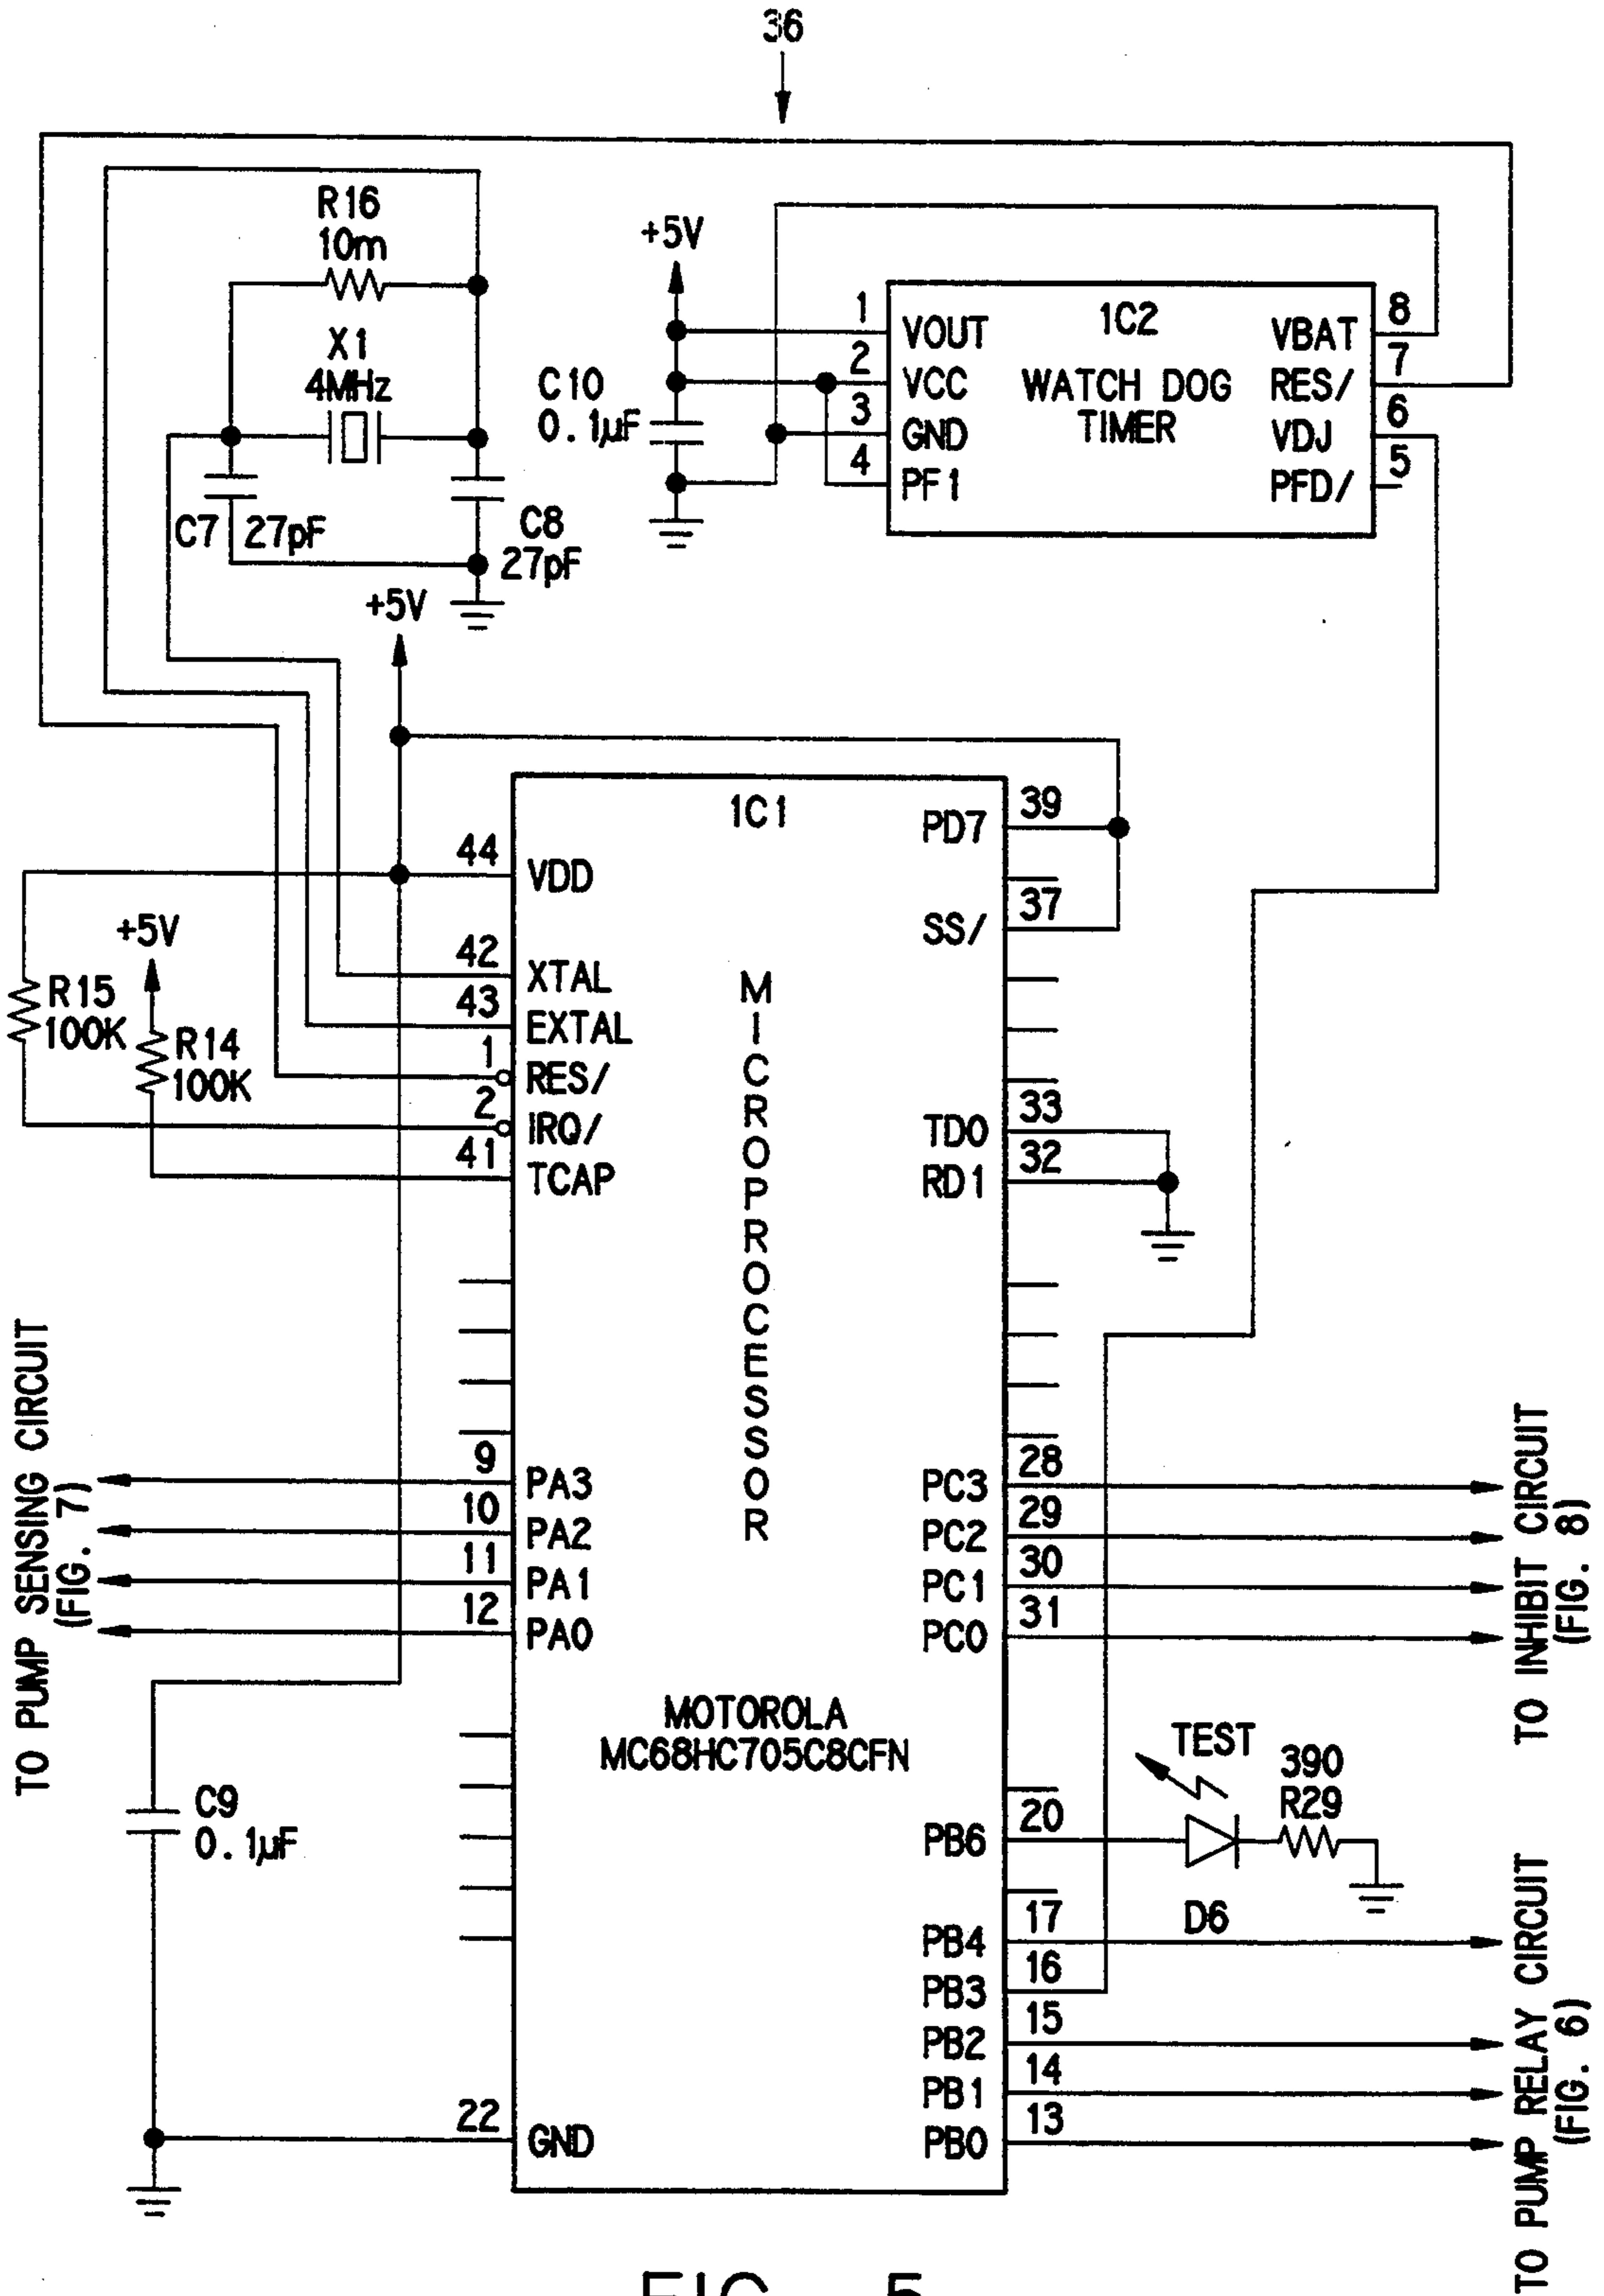 36
R16
10m
X1
4MHz
C7 27pF
C8
27pF
+5V
C10
0.1µF
1C2
WATCH DOG
TIMER
1 VOUT
2 VCC
3 GND
4 PF1
VBAT 8
RES/ 7
VDJ 6
PFD/ 5
+5V
1C1
MICROPROCESSOR
MOTOROLA
MC68HC705C8CFN
44 VDD
42 XTAL
43 EXTAL
1 RES/
2 IRQ/
41 TCAP
R15
100K
+5V
R14
100K
9 PA3
10 PA2
11 PA1
12 PA0
TO PUMP SENSING CIRCUIT
(FIG. 7)
C9
0.1µF
22 GND
PD7 39
SS/ 37
TD0 33
RD1 32
PC3 28
PC2 29
PC1 30
PC0 31
TO INHIBIT CIRCUIT
(FIG. 8)
TEST
390
R29
PB6 20
D6
PB4 17
PB3 16
PB2 15
PB1 14
PB0 13
TO PUMP RELAY CIRCUIT
(FIG. 6)
FIG. 5